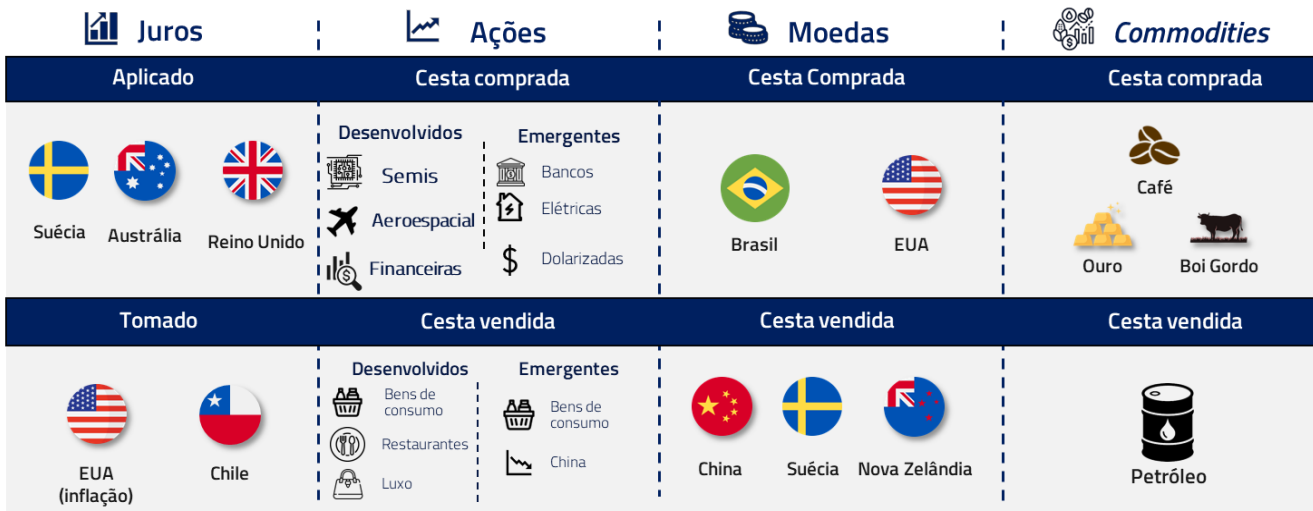 Juros
Ações
Moedas
Commodities
Aplicado
Cesta comprada
Cesta Comprada
Cesta comprada
Suécia
Austrália
Reino Unido
Desenvolvidos
Semis
Aeroespacial
Financeiras
Emergentes
Bancos
Elétricas
Dolarizadas
Brasil
EUA
Café
Ouro
Boi Gordo
Tomado
Cesta vendida
Cesta vendida
Cesta vendida
EUA
(inflação)
Chile
Desenvolvidos
Bens de
consumo
Restaurantes
Luxo
Emergentes
Bens de
consumo
China
China
Suécia
Nova Zelândia
Petróleo